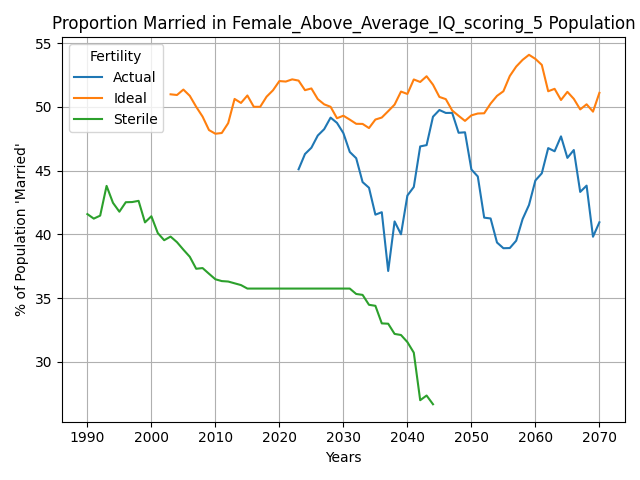 Proportion Married in Female_Above_Average_IQ_scoring_5 Population
% of Population 'Married'
55
50
45
40
35
30
Fertility
Actual
Ideal
Sterile
1990 2000 2010 2020 2030 2040 2050 2060 2070
Years